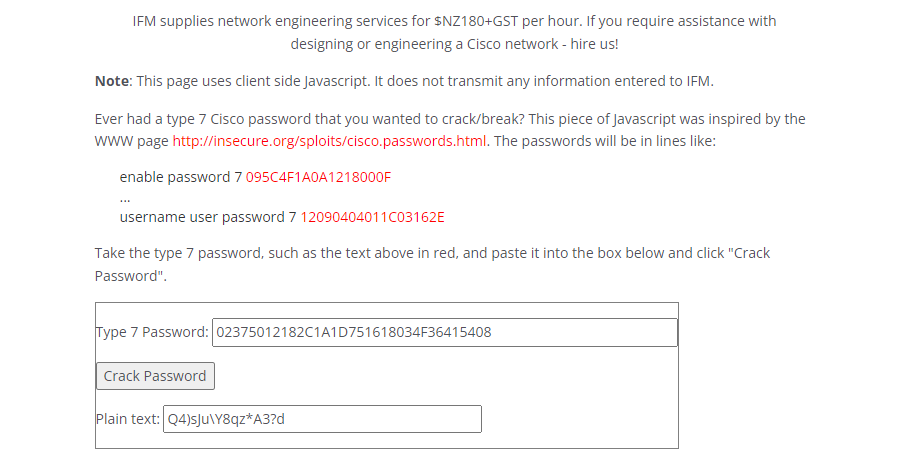 IFM supplies network engineering services for $NZ180+GST per hour. If you require assistance with
designing or engineering a Cisco network - hire us!
Note: This page uses client side Javascript. It does not transmit any information entered to IFM.
Ever had a type 7 Cisco password that you wanted to crack/break? This piece of Javascript was inspired by the
WWW page http://insecure.org/sploits/cisco.passwords.html. The passwords will be in lines like:
enable password 7 095C4F1A0A1218000F
...
username user password 7 12090404011C03162E
Take the type 7 password, such as the text above in red, and paste it into the box below and click "Crack
Password".
Type 7 Password: 02375012182C1A1D751618034F36415408
Crack Password
Plain text: Q4)sJu\Y8qz*A3?d